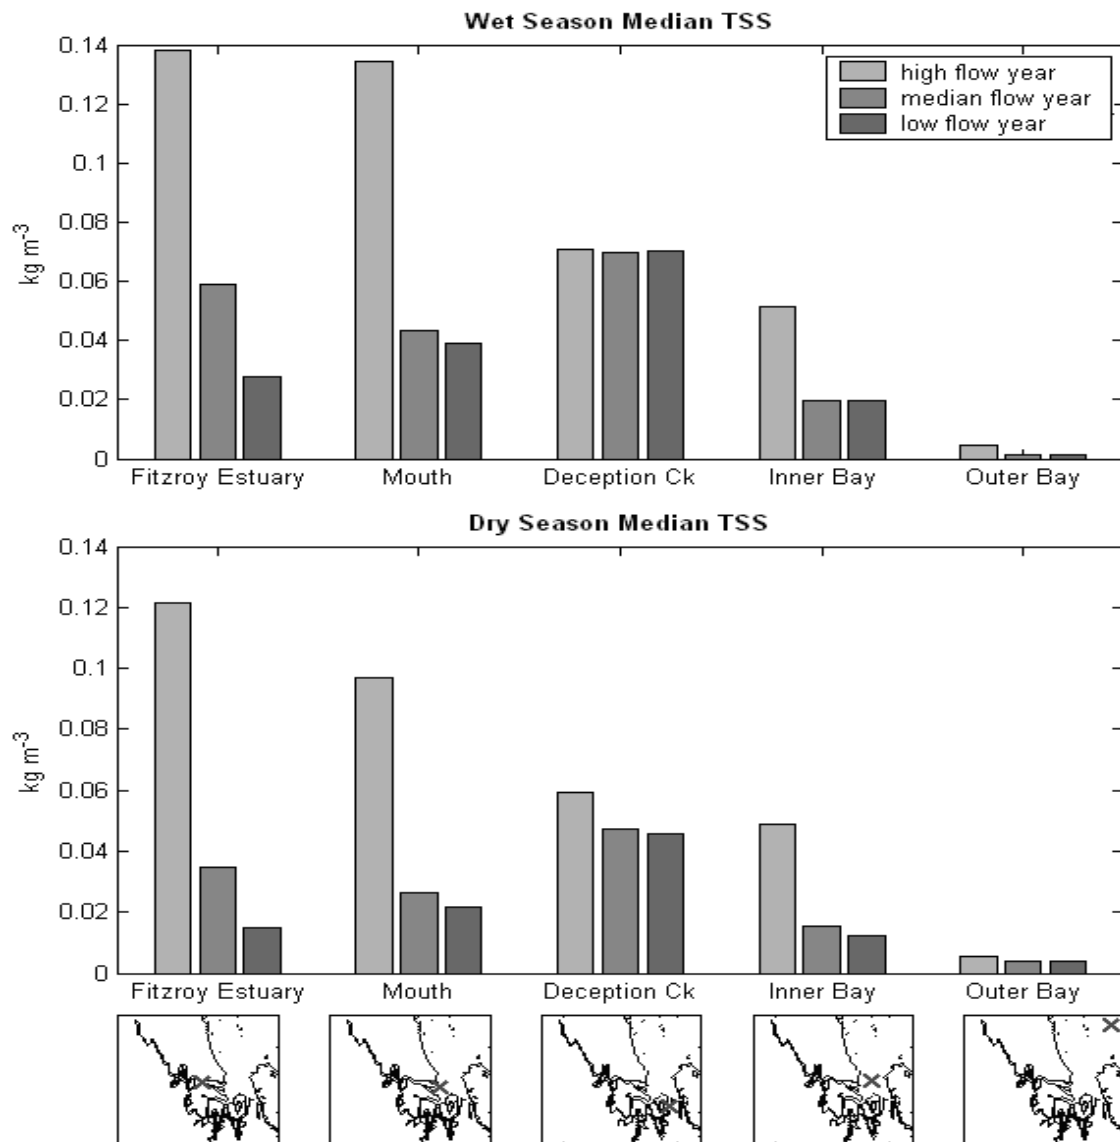 Wet Season Median TSS
0.14
0.12
0.1
0.08
0.06
0.04
0.02
0
kg m-3
high flow year
median flow year
low flow year
Fitzroy Estuary Mouth Deception Ck Inner Bay Outer Bay
Dry Season Median TSS
0.14
0.12
0.1
0.08
0.06
0.04
0.02
0
kg m-3
Fitzroy Estuary Mouth Deception Ck Inner Bay Outer Bay